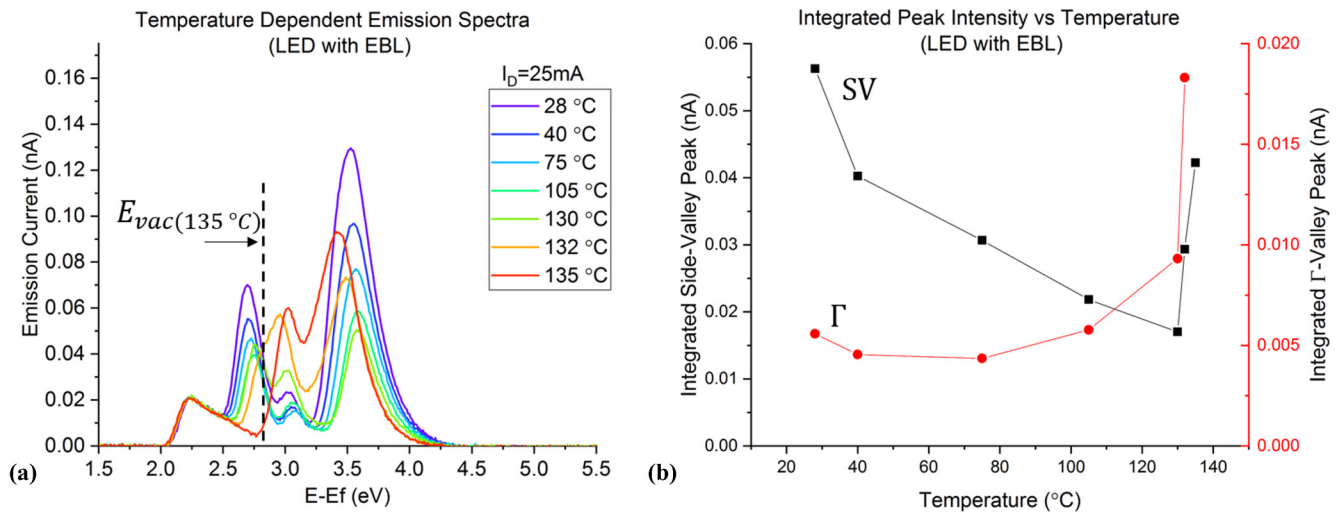 Temperature Dependent Emission Spectra
(LED with EBL)
I_D=25mA
28 °C
40 °C
75 °C
105 °C
130 °C
132 °C
135 °C
E_vac(135 °C)
Emission Current (nA)
0.16
0.14
0.12
0.10
0.08
0.06
0.04
0.02
0.00
1.5 2.0 2.5 3.0 3.5 4.0 4.5 5.0 5.5
E-Ef (eV)
(a)
Integrated Peak Intensity vs Temperature
(LED with EBL)
SV
Γ
Integrated Side-Valley Peak (nA)
0.06
0.05
0.04
0.03
0.02
0.01
0.00
Integrated Γ-Valley Peak (nA)
0.020
0.015
0.010
0.005
0.000
20 40 60 80 100 120 140
Temperature (°C)
(b)